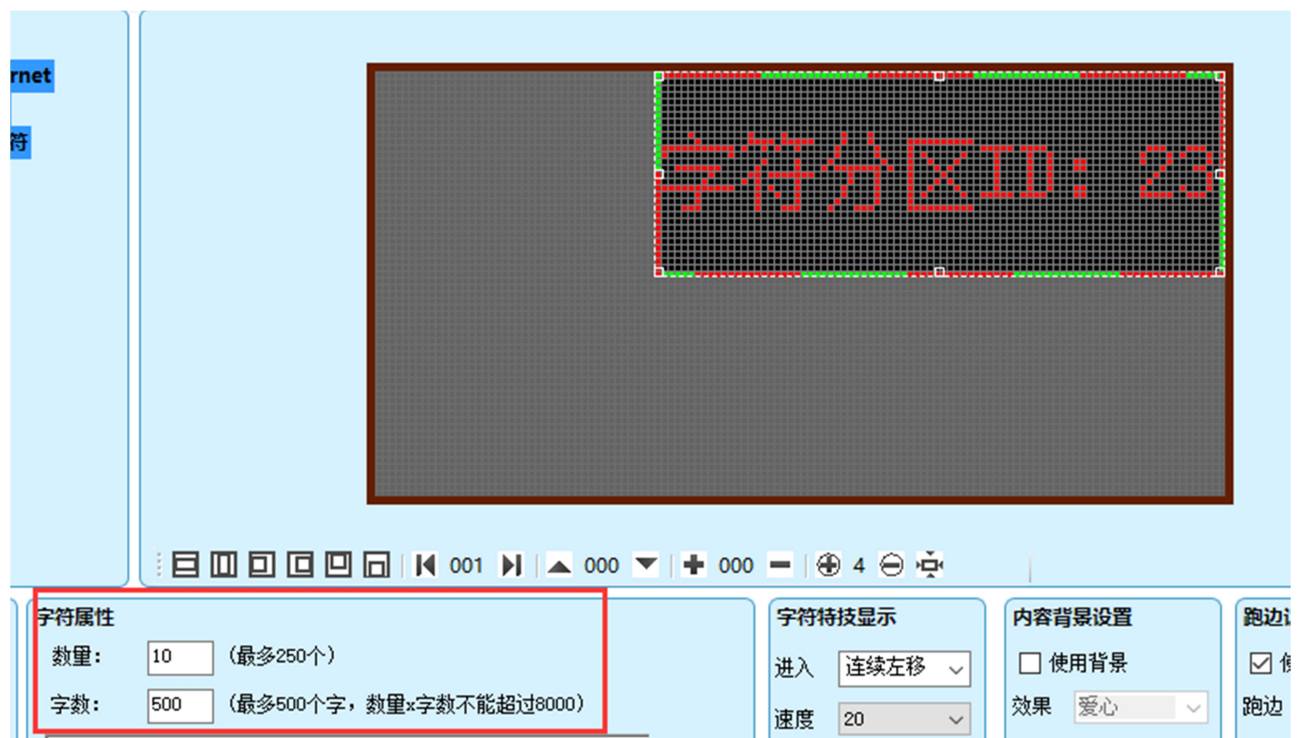 rnet
符
字符分区ID: 23
001 000 000 4
字符属性
数量: 10 (最多250个)
字数: 500 (最多500个字，数量x字数不能超过8000)
字符特技显示
进入 连续左移
速度 20
内容背景设置
使用背景
效果 爱心
跑边
跑边